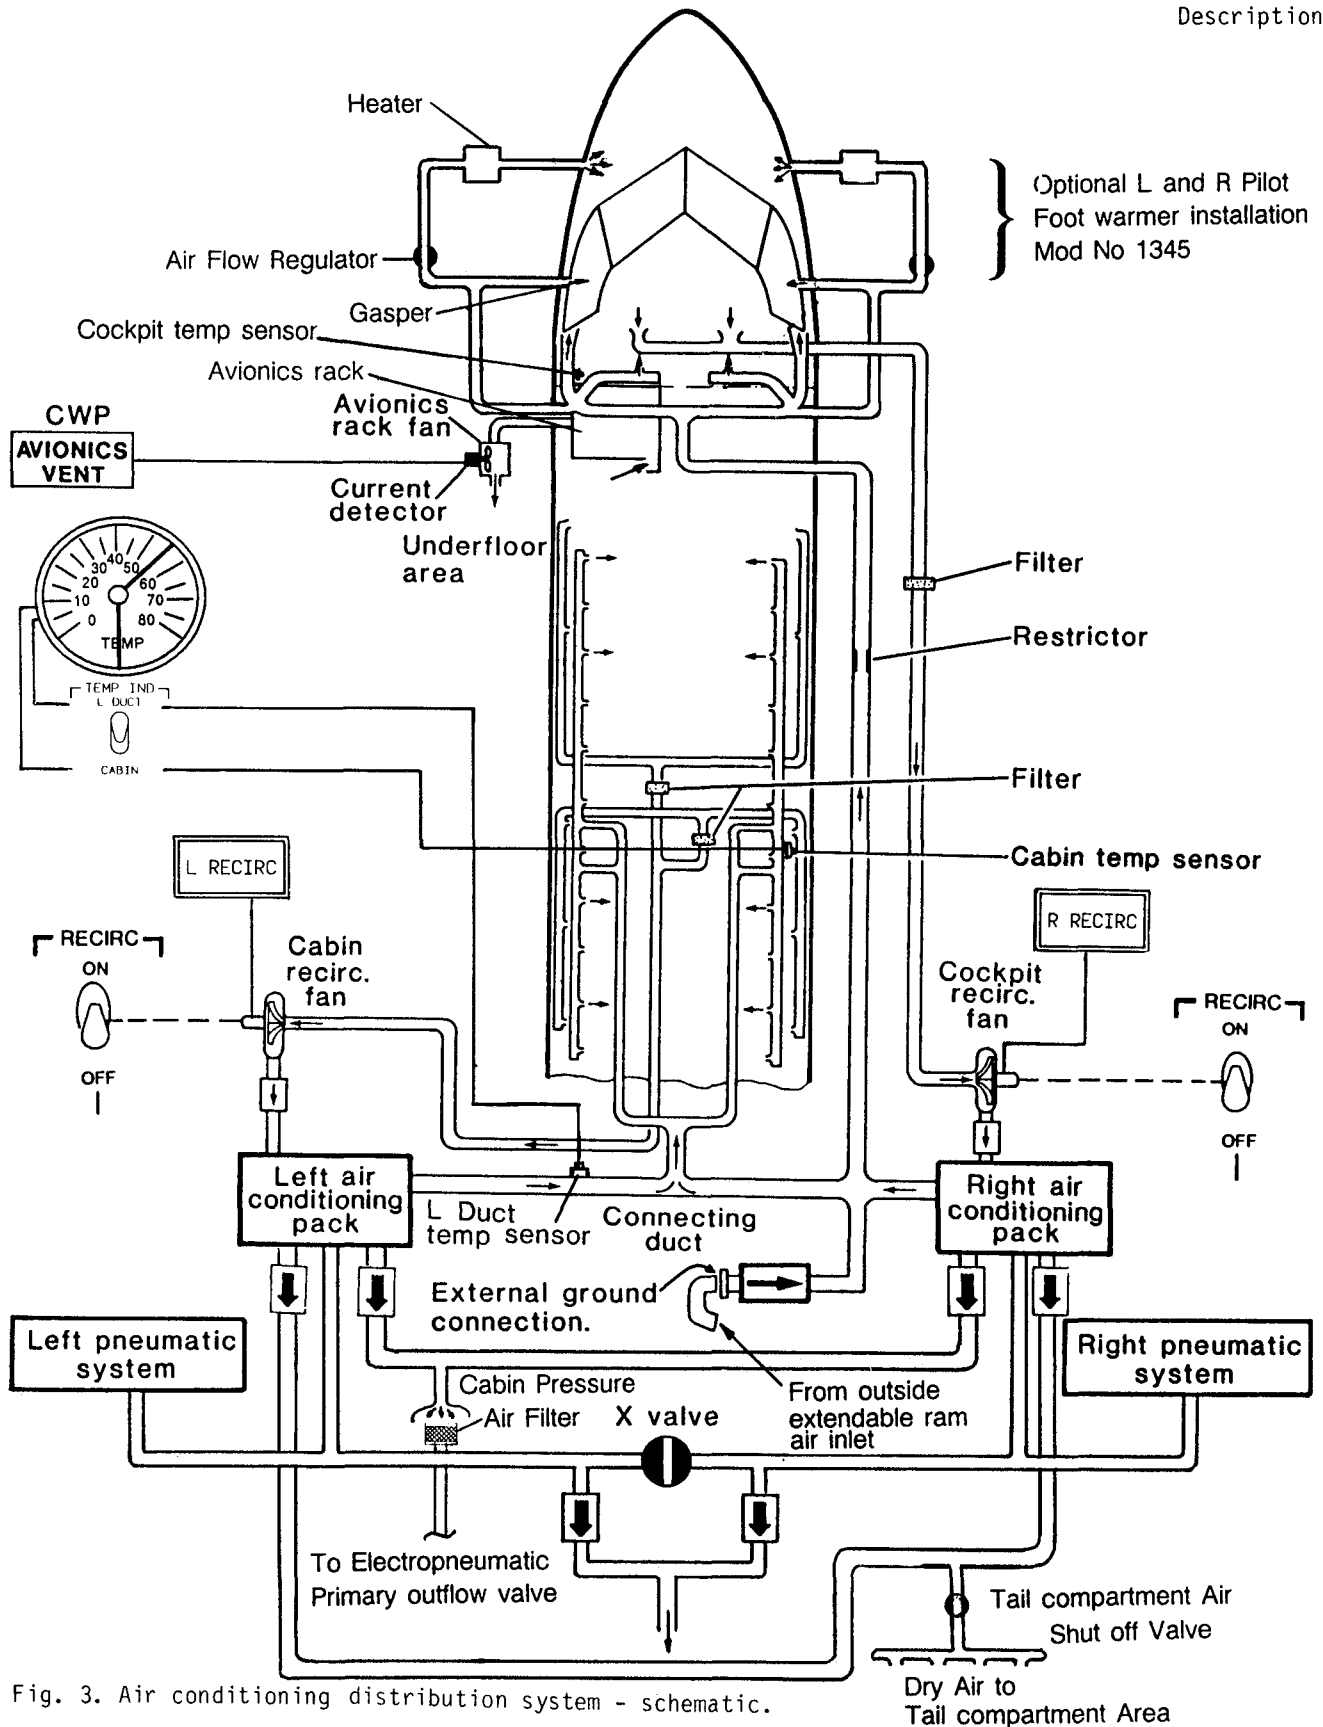 Description
Heater
Optional L and R Pilot
Foot warmer installation
Mod No 1345
Air Flow Regulator
Gasper
Cockpit temp sensor
Avionics rack
Avionics
rack fan
CWP
AVIONICS
VENT
Current
detector
Underfloor
area
0
10
20
30
40
50
60
70
80
TEMP
TEMP IND
L DUCT
CABIN
Filter
Restrictor
Filter
Cabin temp sensor
L RECIRC
R RECIRC
RECIRC
ON
OFF
Cabin
recirc.
fan
Cockpit
recirc.
fan
RECIRC
ON
OFF
Left air
conditioning
pack
L Duct
temp sensor
Connecting
duct
Right air
conditioning
pack
External ground
connection.
Left pneumatic
system
Right pneumatic
system
Cabin Pressure
Air Filter
X valve
From outside
extendable ram
air inlet
To Electropneumatic
Primary outflow valve
Tail compartment Air
Shut off Valve
Dry Air to
Tail compartment Area
Fig. 3. Air conditioning distribution system - schematic.